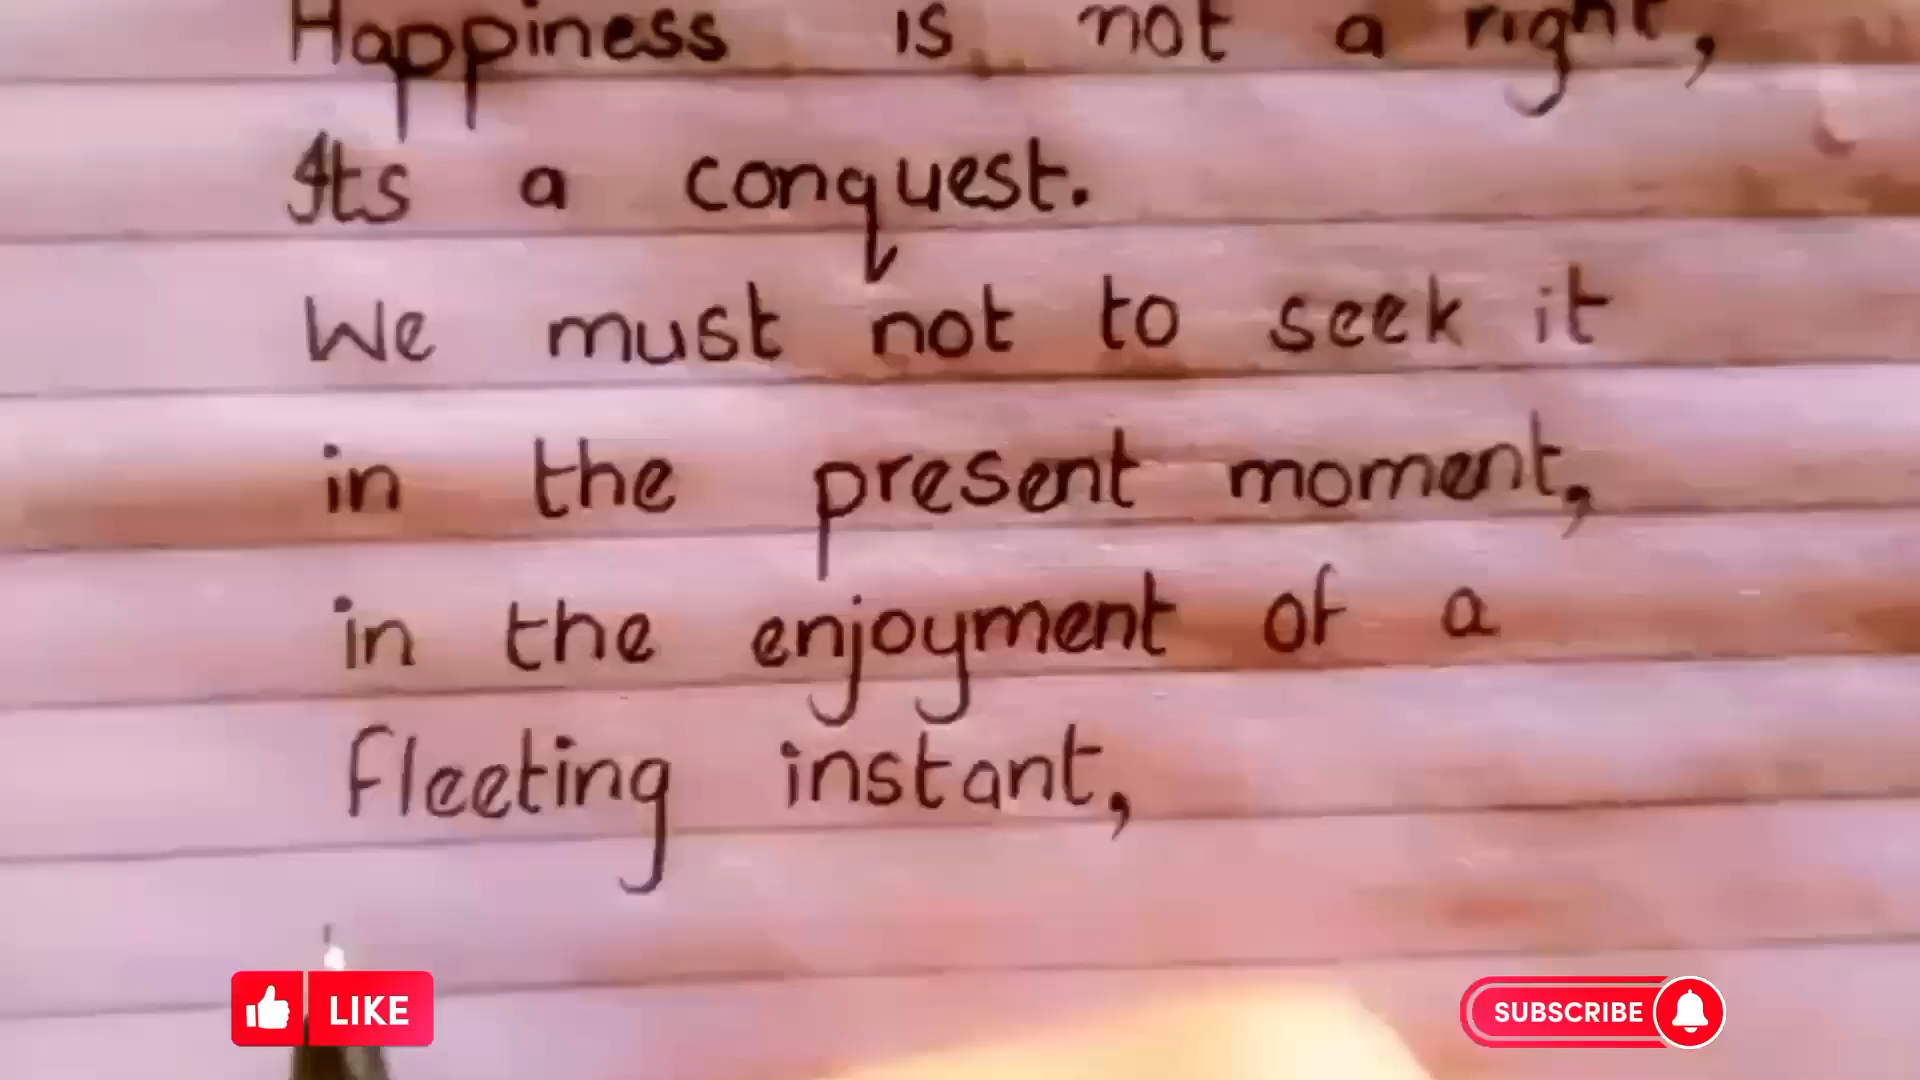 Happiness is not a right,
Its a conquest.
We must not to seek it
in the present moment,
in the enjoyment of a
fleeting instant,
LIKE
SUBSCRIBE